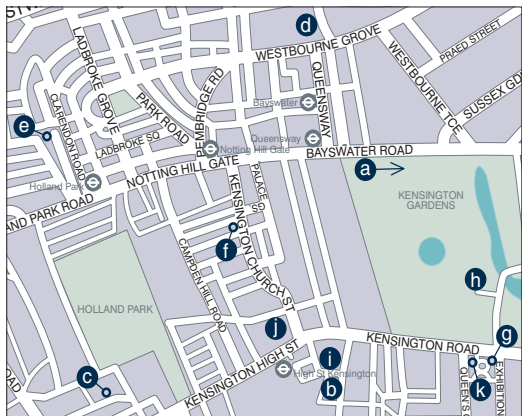 d
WESTBOURNE GROVE
PRAED STREET
LADBROKE GROVE
PARK ROAD
PEMBRIDGE RD
QUEENSWAY
WESTBOURNE TCE
SUSSEX GD
Bayswater
e
CLARENDON ROAD
LADBROKE SQ
Queensway
Notting Hill Gate
BAYSWATER ROAD
NOTTING HILL GATE
a
Holland Park
AND PARK ROAD
PALACE
KENSINGTON
GARDENS
KENSINGTON CHURCH ST
f
CAMPDEN HILL ROAD
h
HOLLAND PARK
j
g
KENSINGTON ROAD
KENSINGTON HIGH ST
i
High St Kensington
c
b
k
QUEEN'S
EXHIBITION